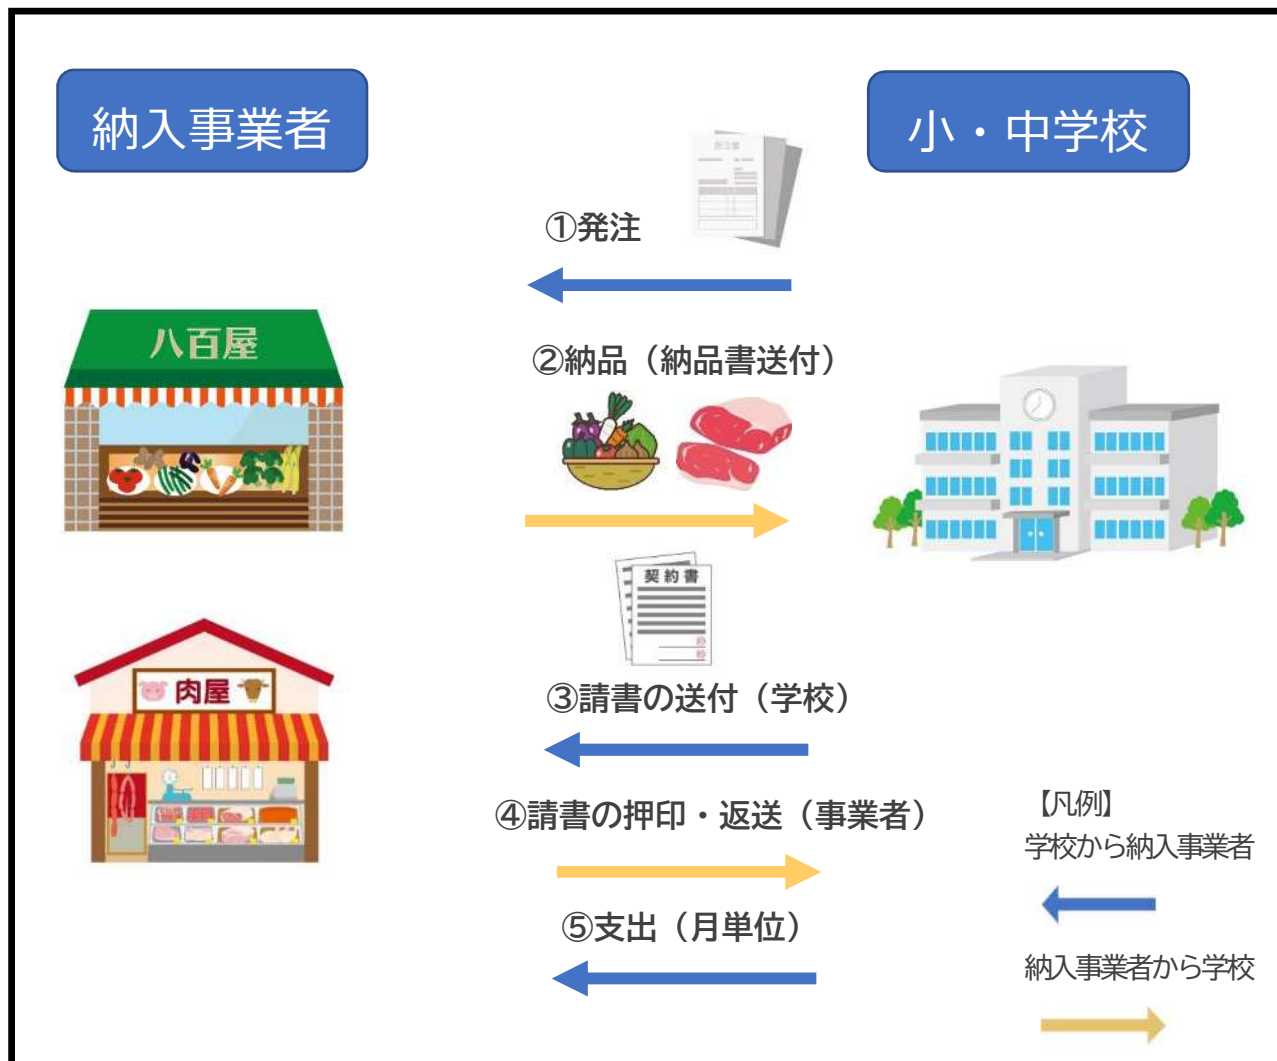 納入事業者
小・中学校
発注書
①発注
八百屋
②納品（納品書送付）
契約書
③請書の送付（学校）
肉屋
④請書の押印・返送（事業者）
⑤支出（月単位）
【凡例】
学校から納入事業者
納入事業者から学校